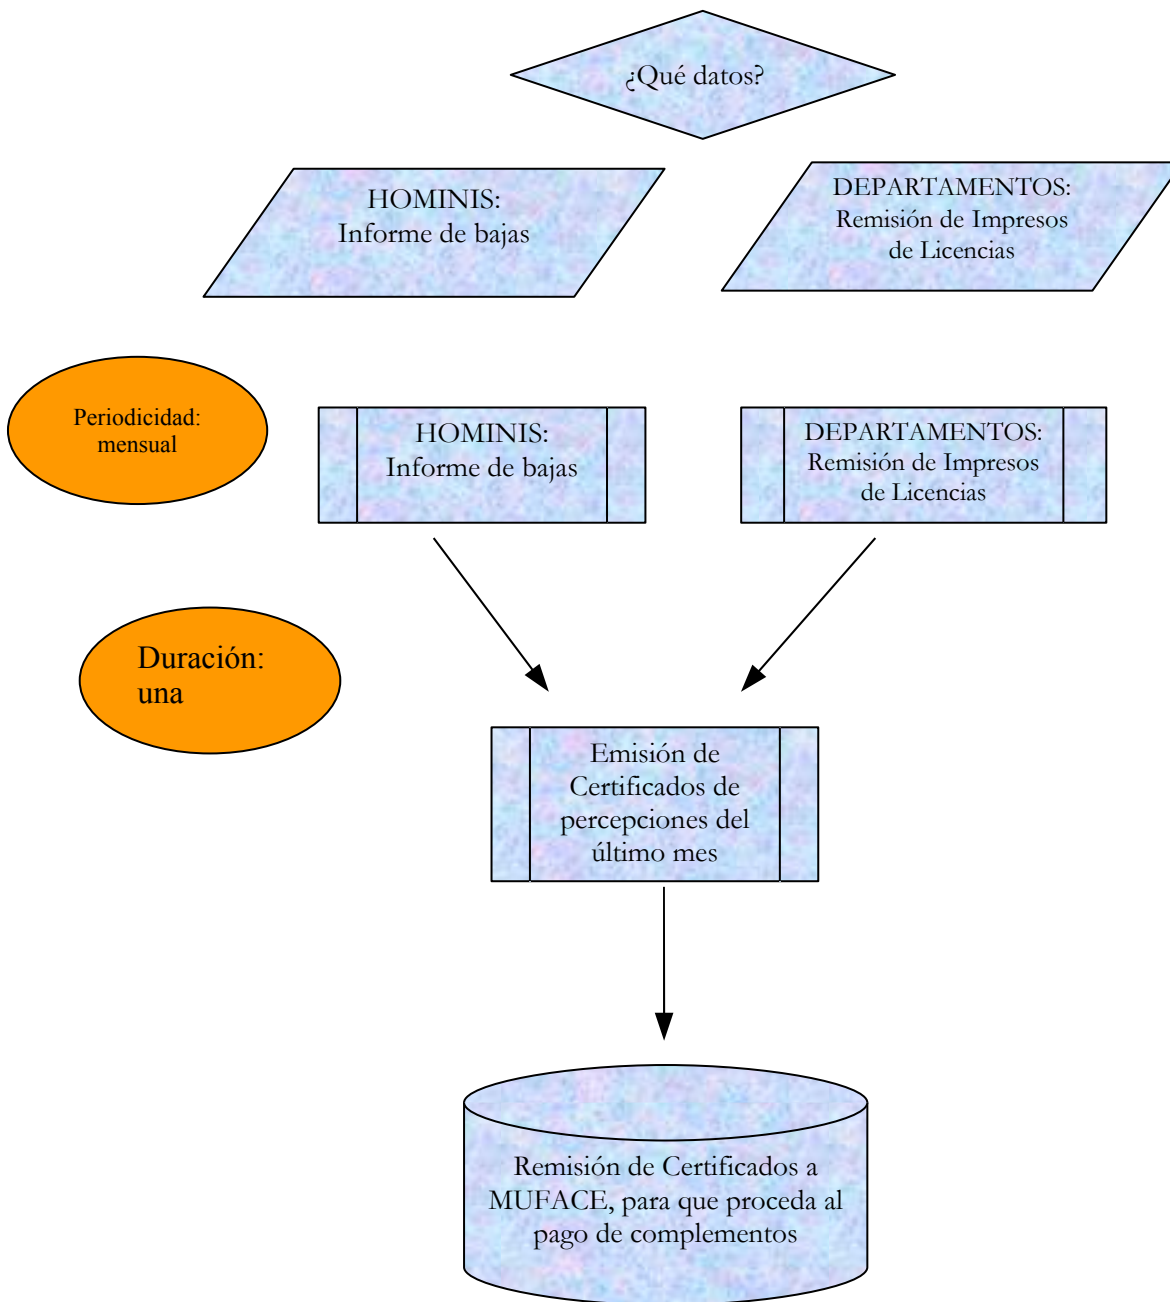 ¿Qué datos?
HOMINIS:
Informe de bajas
DEPARTAMENTOS:
Remisión de Impresos
de Licencias
Periodicidad:
mensual
HOMINIS:
Informe de bajas
DEPARTAMENTOS:
Remisión de Impresos
de Licencias
Duración:
una
Emisión de
Certificados de
percepciones del
último mes
Remisión de Certificados a
MUFACE, para que proceda al
pago de complementos